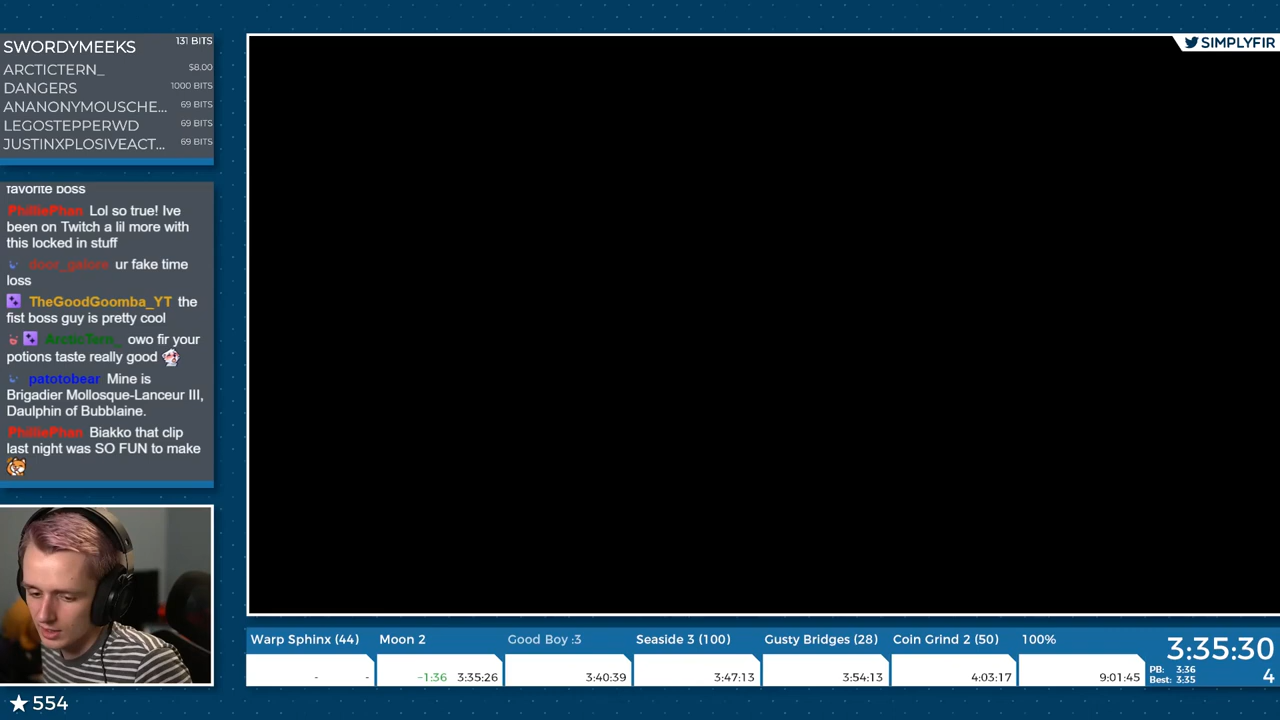 SWORDYMEEKS 131 BITS
ARCTICTERN_ $8.00
DANGERS 1000 BITS
ANANONYMOUSCHE... 69 BITS
LEGOSTEPPERWD 69 BITS
JUSTINXPLOSIVEACT... 69 BITS
SIMPLYFIR
favorite boss
PhilliePhan Lol so true! Ive
been on Twitch a lil more with
this locked in stuff
door_galore ur fake time
loss
TheGoodGoomba_YT the
fist boss guy is pretty cool
ArcticTern_ owo fir your
potions taste really good
patotobear Mine is
Brigadier Mollosque-Lanceur III,
Daulphin of Bubblaine.
PhilliePhan Biakko that clip
last night was SO FUN to make
Warp Sphinx (44) Moon 2 Good Boy :3 Seaside 3 (100) Gusty Bridges (28) Coin Grind 2 (50) 100%
- - −1:36 3:35:26 3:40:39 3:47:13 3:54:13 4:03:17 9:01:45
3:35:30
PB: 3:36
Best: 3:35 4
554